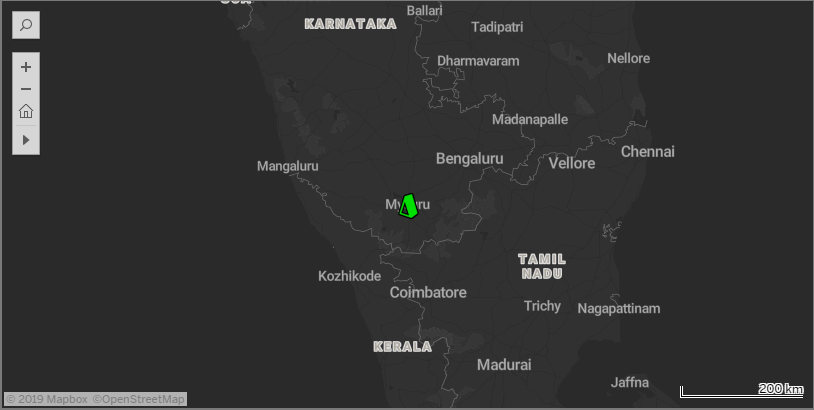 Ballari
KARNATAKA
Tadipatri
Dharmavaram
Nellore
Madanapalle
Chennai
Bengaluru
Vellore
Mangaluru
TAMIL
NADU
Kozhikode
Coimbatore
Trichy
Nagapattinam
KERALA
Madurai
Jaffna
200 km
© 2019 Mapbox ©OpenStreetMap